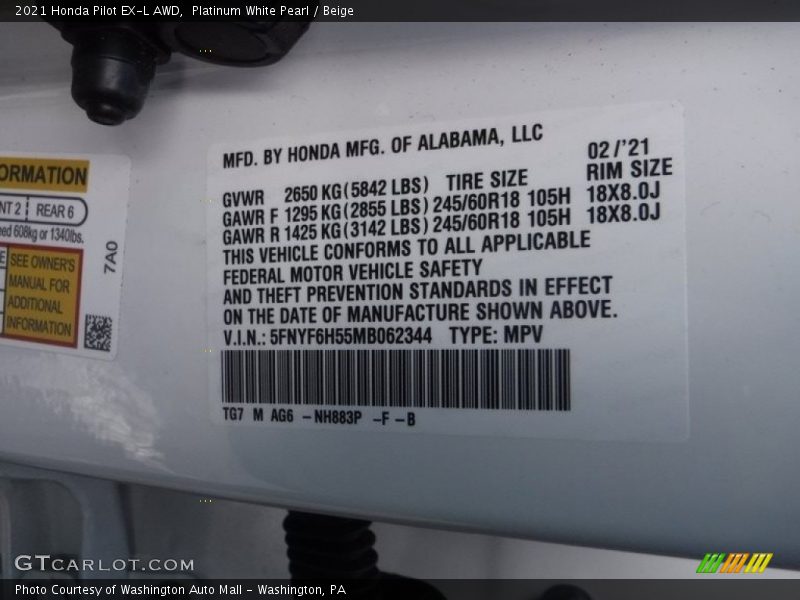 2021 Honda Pilot EX-L AWD,  Platinum White Pearl / Beige
MFD. BY HONDA MFG. OF ALABAMA, LLC 02/'21
GVWR 2650 KG(5842 LBS) TIRE SIZE RIM SIZE
GAWR F 1295 KG(2855 LBS) 245/60R18 105H 18X8.0J
GAWR R 1425 KG(3142 LBS) 245/60R18 105H 18X8.0J
THIS VEHICLE CONFORMS TO ALL APPLICABLE
FEDERAL MOTOR VEHICLE SAFETY
AND THEFT PREVENTION STANDARDS IN EFFECT
ON THE DATE OF MANUFACTURE SHOWN ABOVE.
V.I.N.: 5FNYF6H55MB062344 TYPE: MPV
TG7 M AG6 -NH883P -F -B
ORMATION
NT 2 REAR 6
ed 608kg or 1340lbs.
SEE OWNER'S
MANUAL FOR
ADDITIONAL
INFORMATION
7A0
GTCARLOT.COM
Photo Courtesy of Washington Auto Mall - Washington, PA